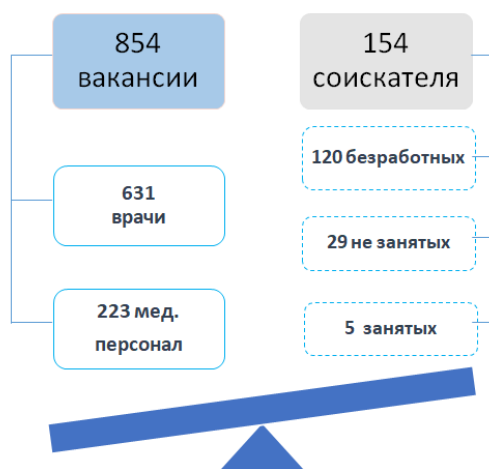 854
вакансии
154
соискателя
631
врачи
223 мед.
персонал
120 безработных
29 не занятых
5 занятых